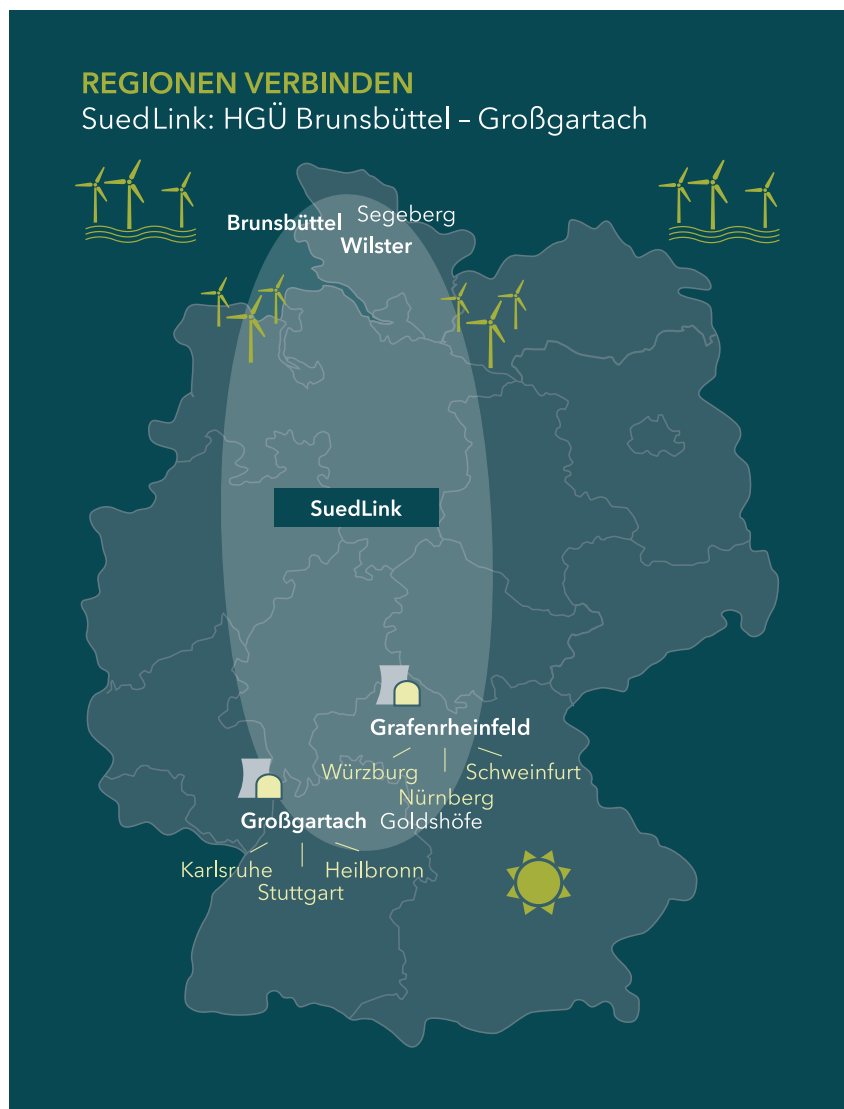 REGIONEN VERBINDEN
SuedLink: HGÜ Brunsbüttel – Großgartach
Brunsbüttel Segeberg
Wilster
SuedLink
Grafenrheinfeld
Würzburg Schweinfurt
Nürnberg
Großgartach Goldshöfe
Karlsruhe Heilbronn
Stuttgart